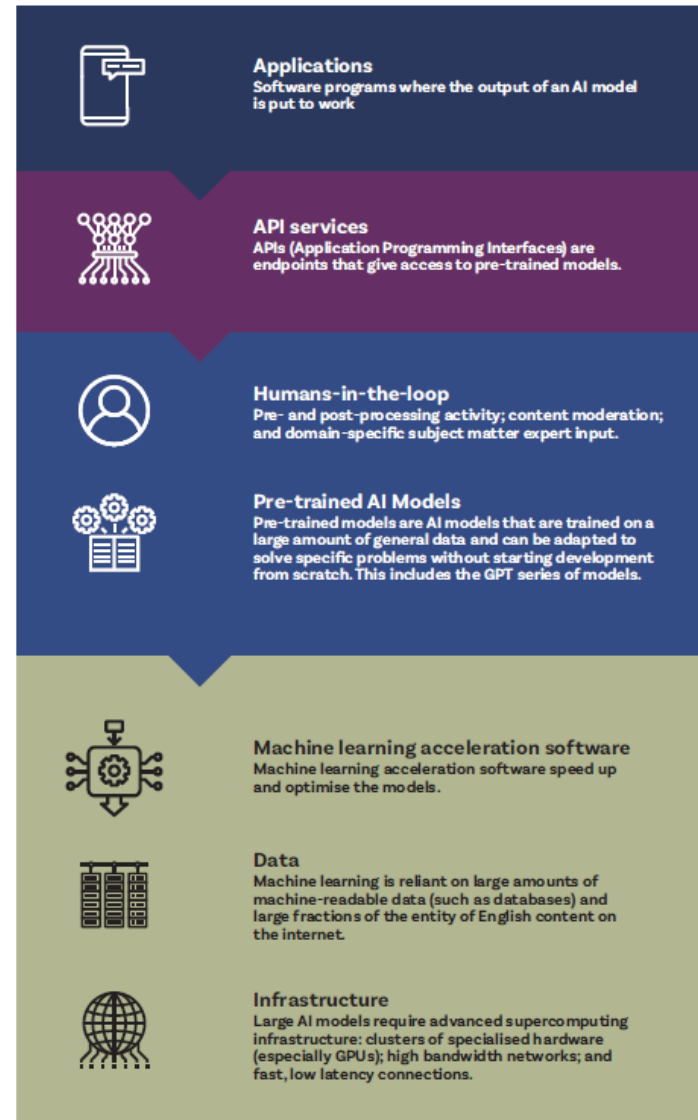 Applications
Software programs where the output of an AI model
is put to work
API services
APIs (Application Programming Interfaces) are
endpoints that give access to pre-trained models.
Humans-in-the-loop
Pre- and post-processing activity; content moderation;
and domain-specific subject matter expert input.
Pre-trained AI Models
Pre-trained models are AI models that are trained on a
large amount of general data and can be adapted to
solve specific problems without starting development
from scratch. This includes the GPT series of models.
Machine learning acceleration software
Machine learning acceleration software speed up
and optimise the models.
Data
Machine learning is reliant on large amounts of
machine-readable data (such as databases) and
large fractions of the entity of English content on
the internet.
Infrastructure
Large AI models require advanced supercomputing
infrastructure: clusters of specialised hardware
(especially GPUs); high bandwidth networks; and
fast, low latency connections.